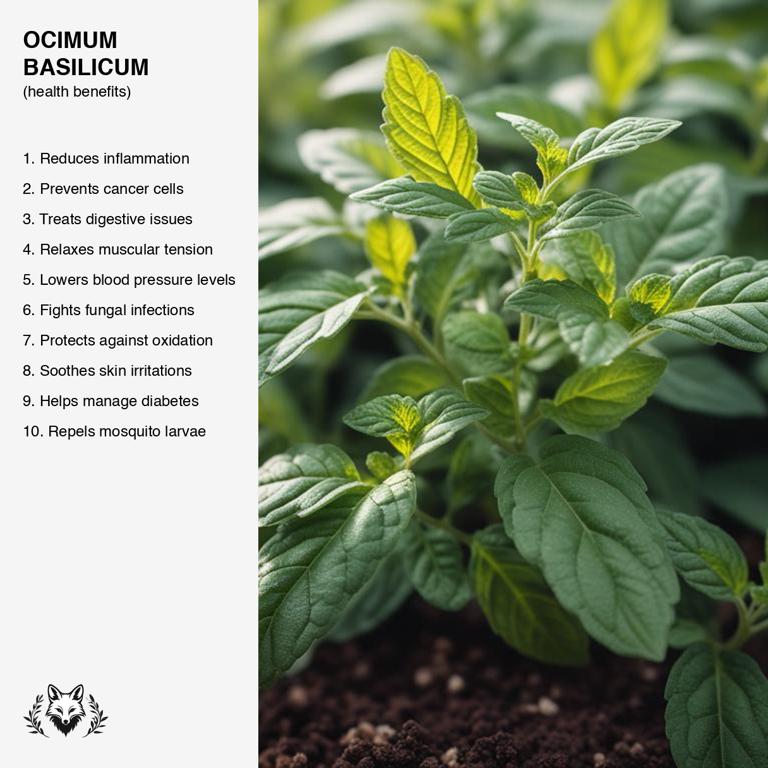 OCIMUM
BASILICUM
(health benefits)
1. Reduces inflammation
2. Prevents cancer cells
3. Treats digestive issues
4. Relaxes muscular tension
5. Lowers blood pressure levels
6. Fights fungal infections
7. Protects against oxidation
8. Soothes skin irritations
9. Helps manage diabetes
10. Repels mosquito larvae